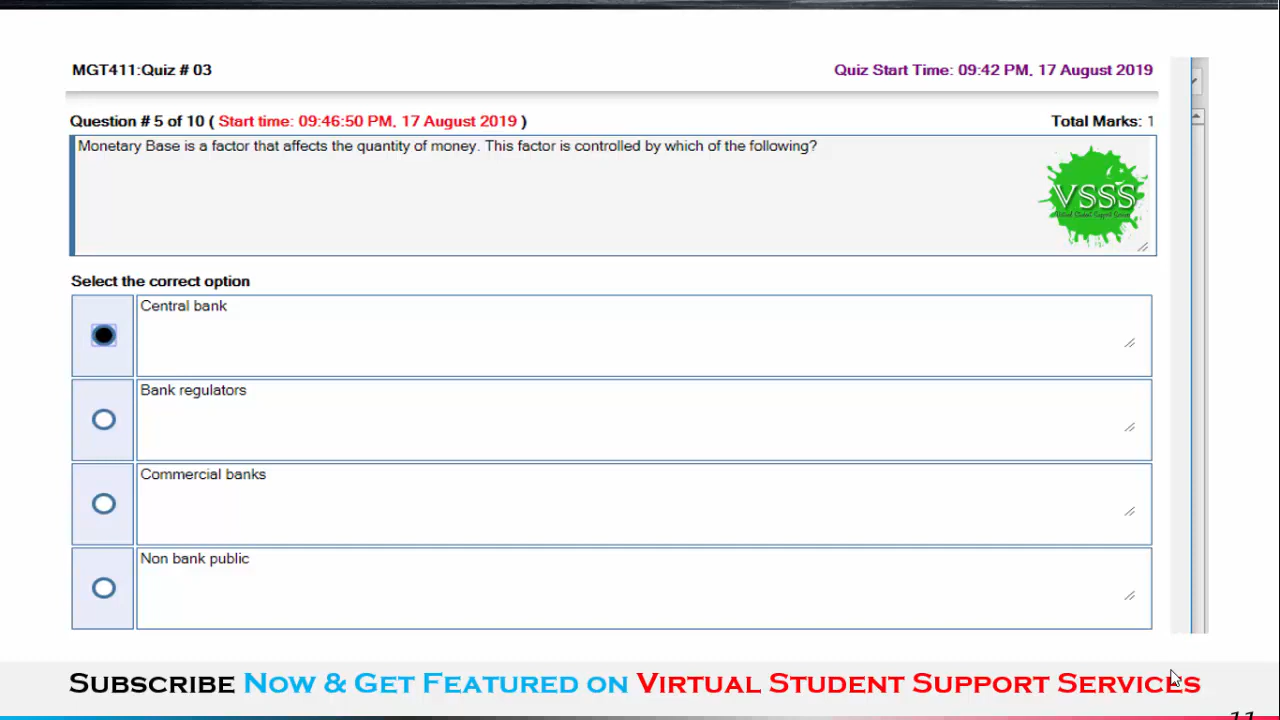 MGT411:Quiz # 03
Quiz Start Time: 09:42 PM, 17 August 2019
Question # 5 of 10 ( Start time: 09:46:50 PM, 17 August 2019 )
Total Marks: 1
Monetary Base is a factor that affects the quantity of money. This factor is controlled by which of the following?
VSSS
Select the correct option
Central bank
Bank regulators
Commercial banks
Non bank public
Subscribe Now & Get Featured on Virtual Student Support Services